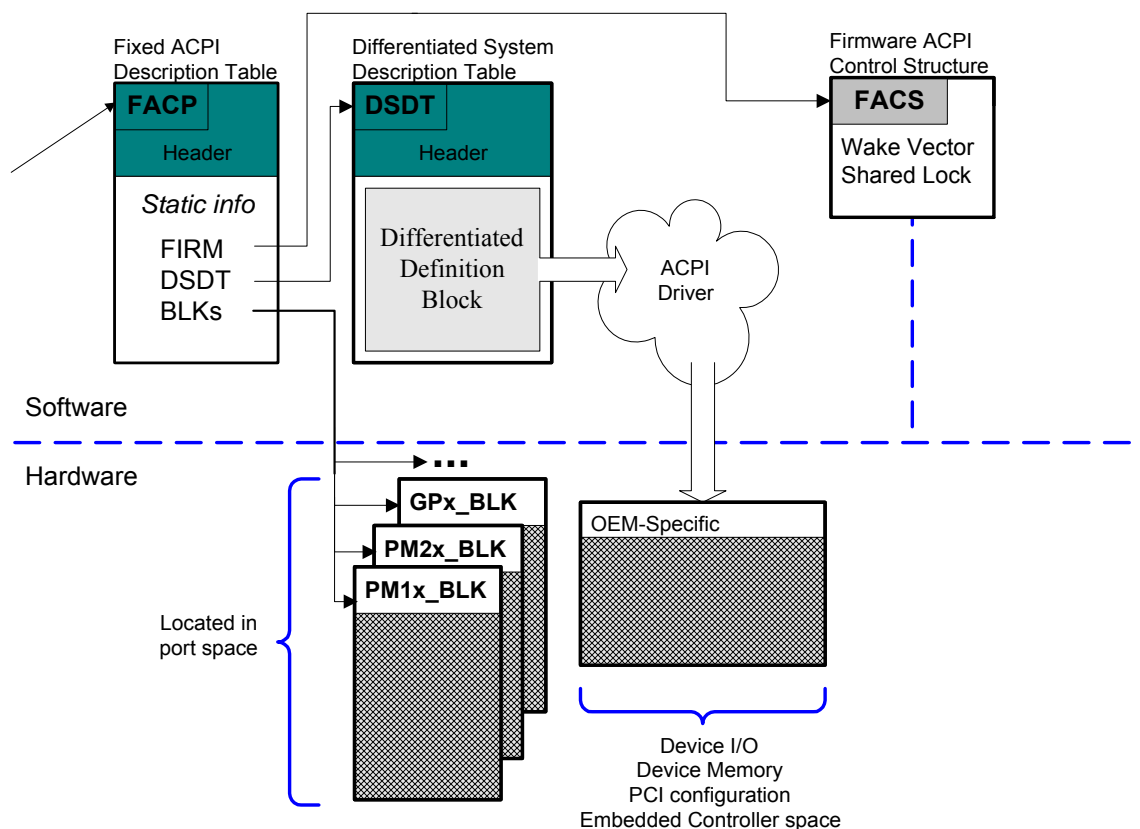 Fixed ACPI
Description Table
Differentiated System
Description Table
Firmware ACPI
Control Structure
FACP
Header
Static info
FIRM
DSDT
BLKs
DSDT
Header
Differentiated
Definition
Block
ACPI
Driver
FACS
Wake Vector
Shared Lock
Software
Hardware
...
GPx_BLK
PM2x_BLK
PM1x_BLK
Located in
port space
OEM-Specific
Device I/O
Device Memory
PCI configuration
Embedded Controller space